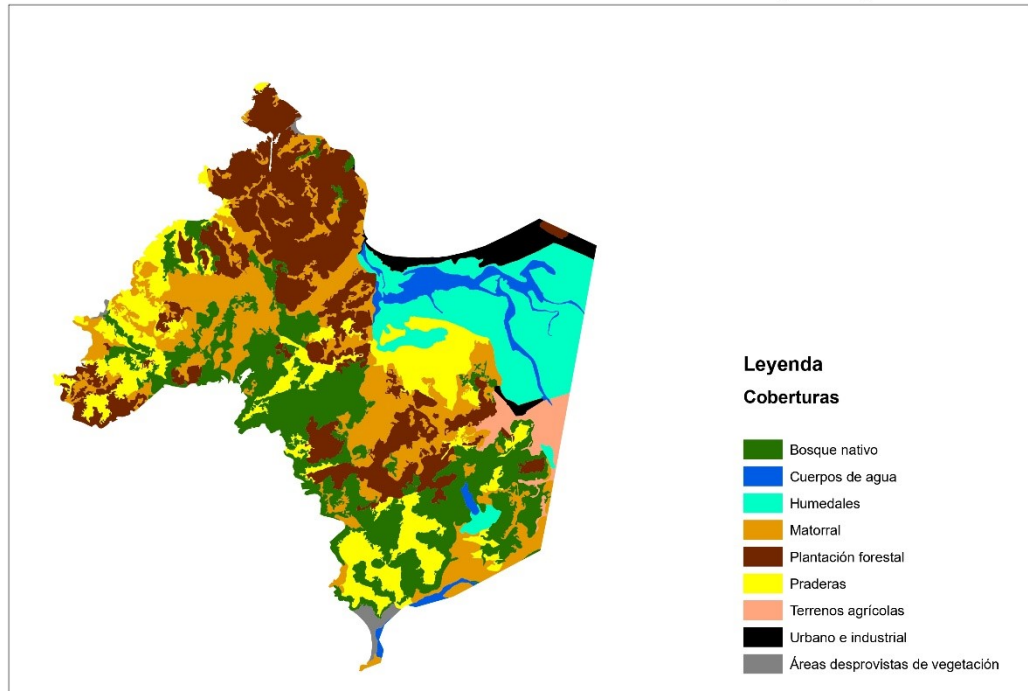 Leyenda
Coberturas
Bosque nativo
Cuerpos de agua
Humedales
Matorral
Plantación forestal
Praderas
Terrenos agrícolas
Urbano e industrial
Áreas desprovistas de vegetación